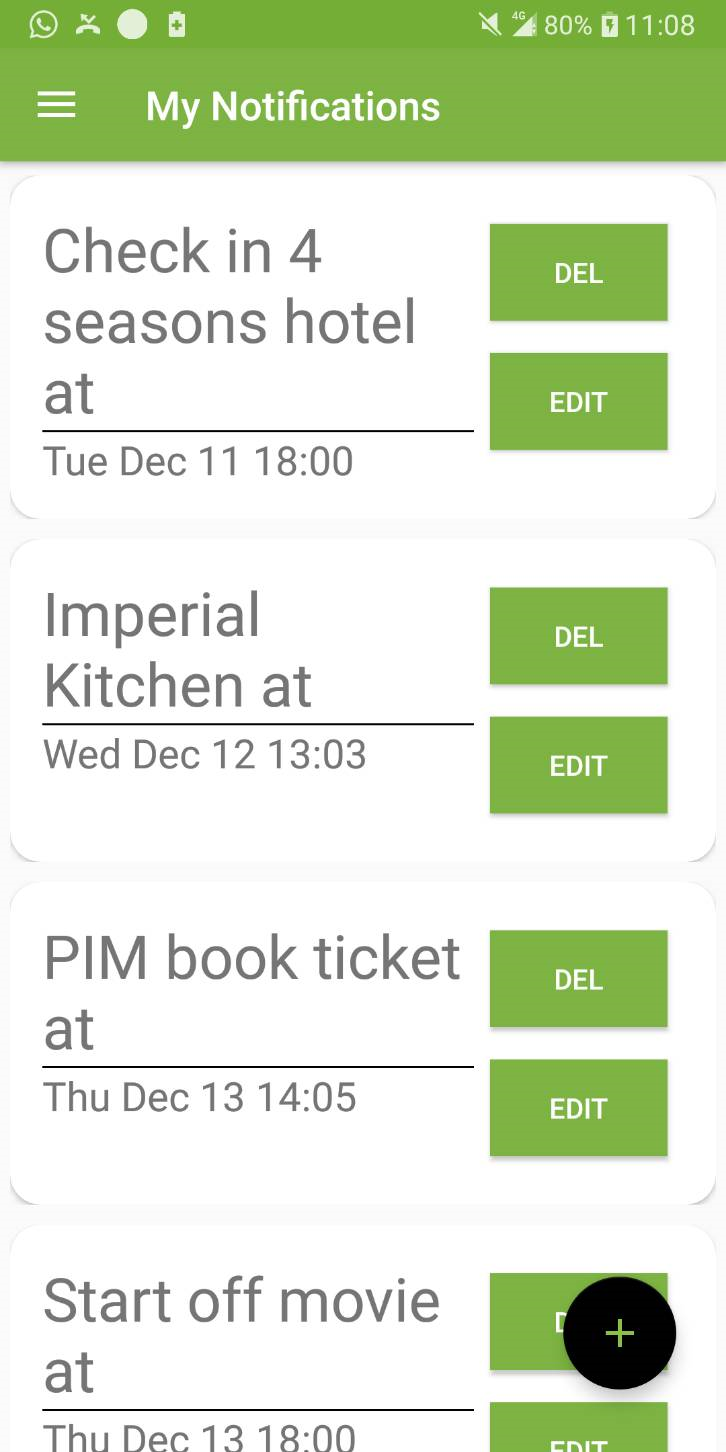 4G 80% 11:08
My Notifications
Check in 4
seasons hotel
at
Tue Dec 11 18:00
DEL
EDIT
Imperial
Kitchen at
Wed Dec 12 13:03
DEL
EDIT
PIM book ticket
at
Thu Dec 13 14:05
DEL
EDIT
Start off movie
at
Thu Dec 13 18:00
+
EDIT